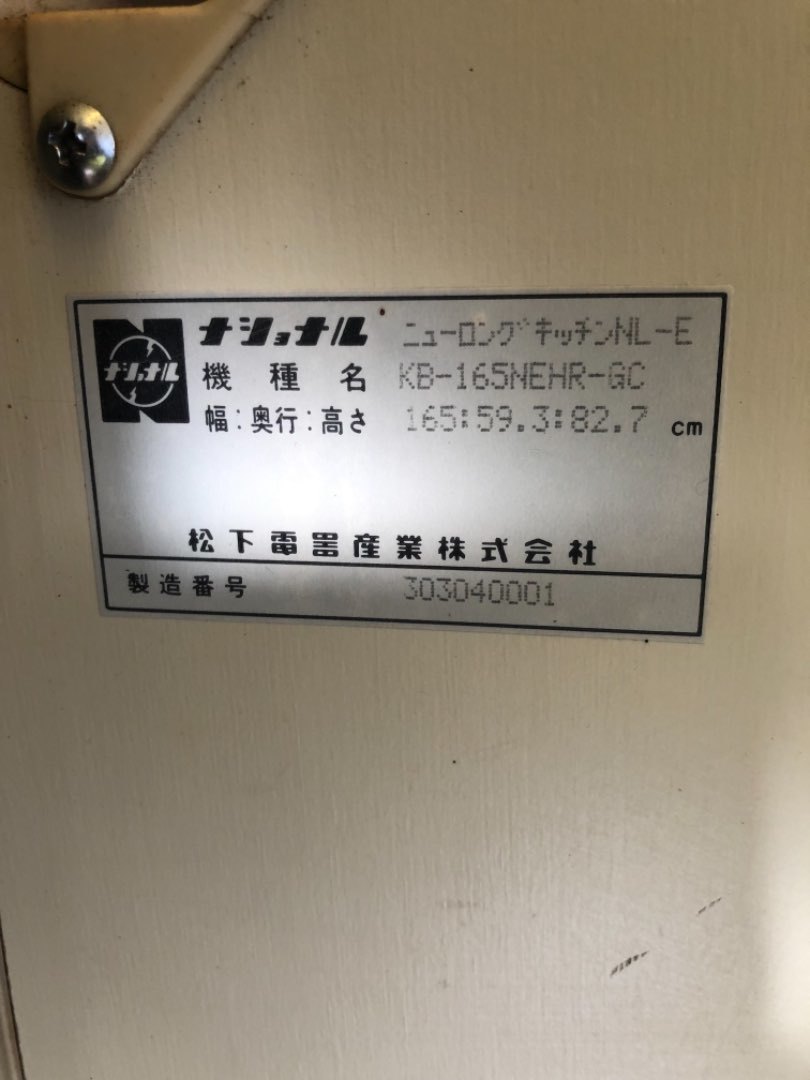 ナショナル
ナショナル ニューロングキッチンNL-E
機種名 KB-165NEHR-GC
幅:奥行:高さ 165:59.3:82.7 cm
松下電器産業株式会社
製造番号 303040001